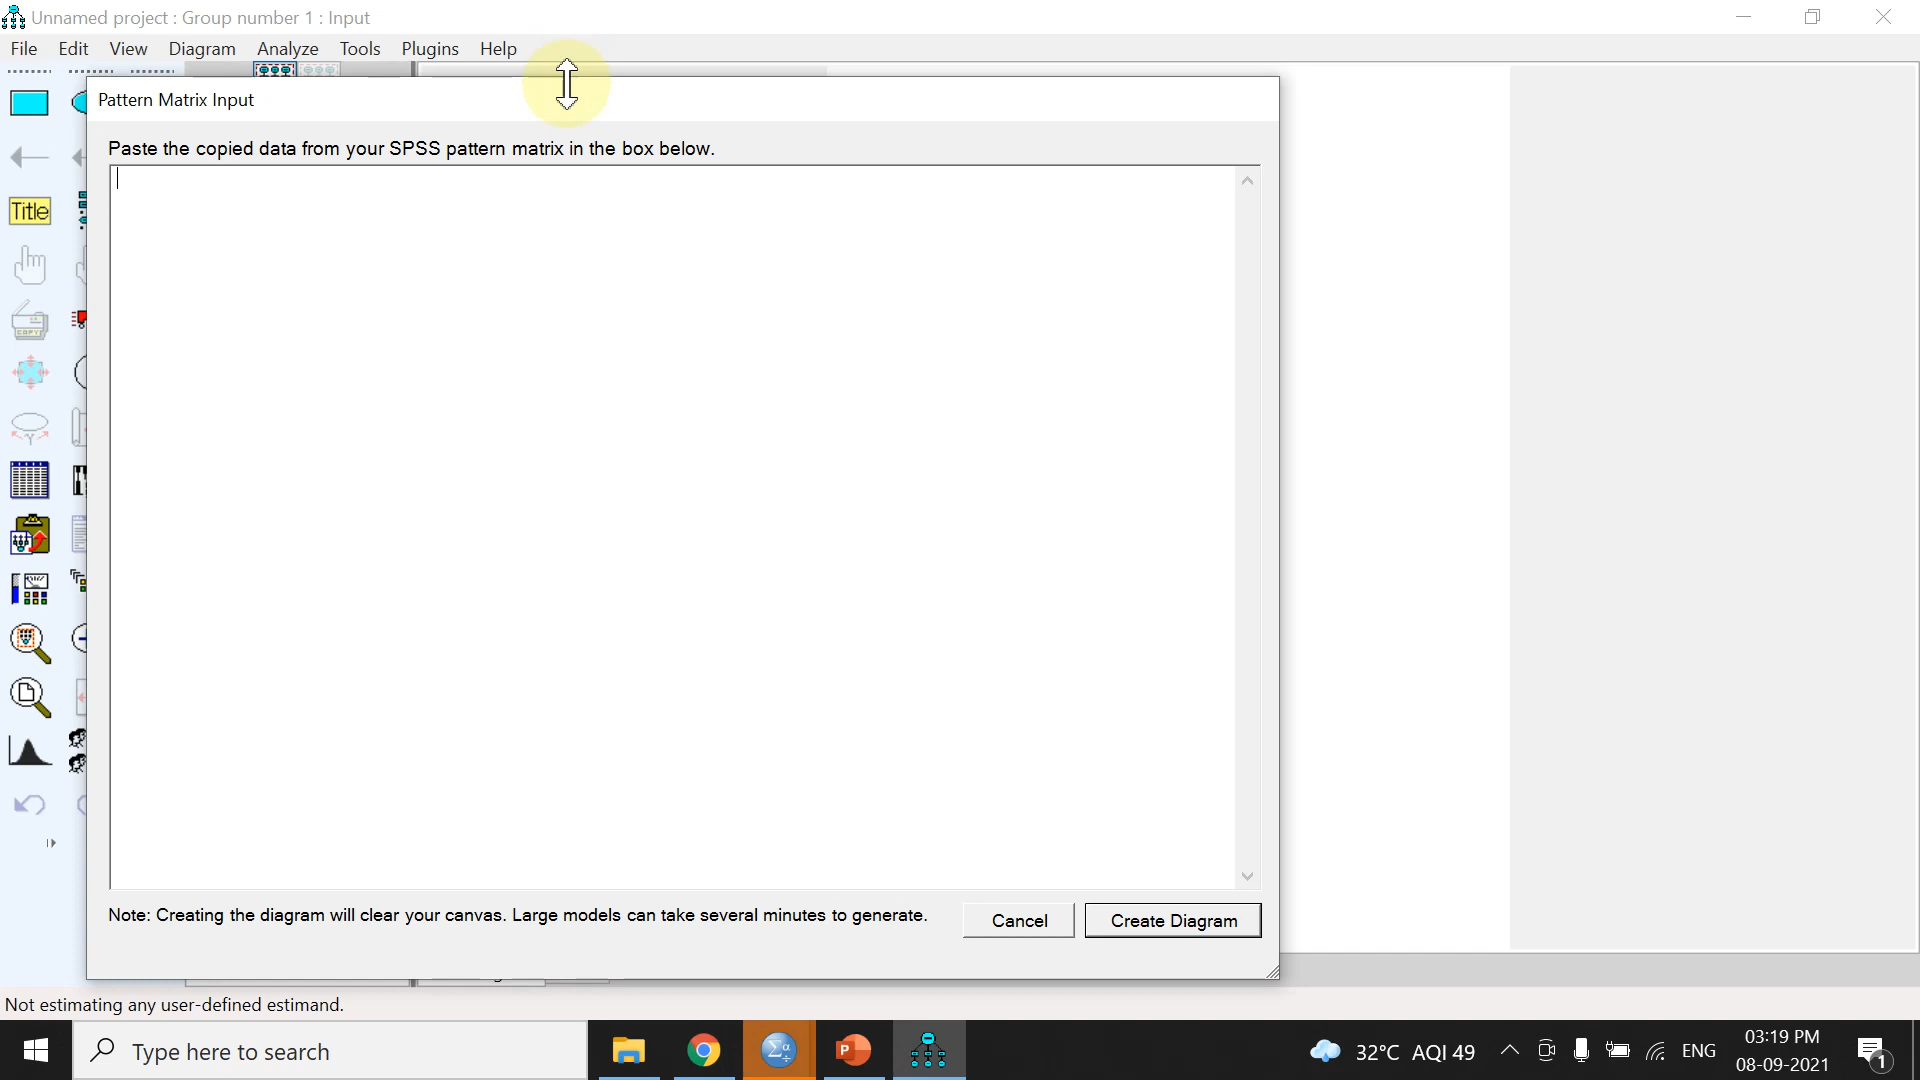 Unnamed project : Group number 1 : Input
File Edit View Diagram Analyze Tools Plugins Help
Pattern Matrix Input
Paste the copied data from your SPSS pattern matrix in the box below.
Title
Note: Creating the diagram will clear your canvas. Large models can take several minutes to generate.
Cancel
Create Diagram
Not estimating any user-defined estimand.
Type here to search
32°C AQI 49
ENG
03:19 PM
08-09-2021
1